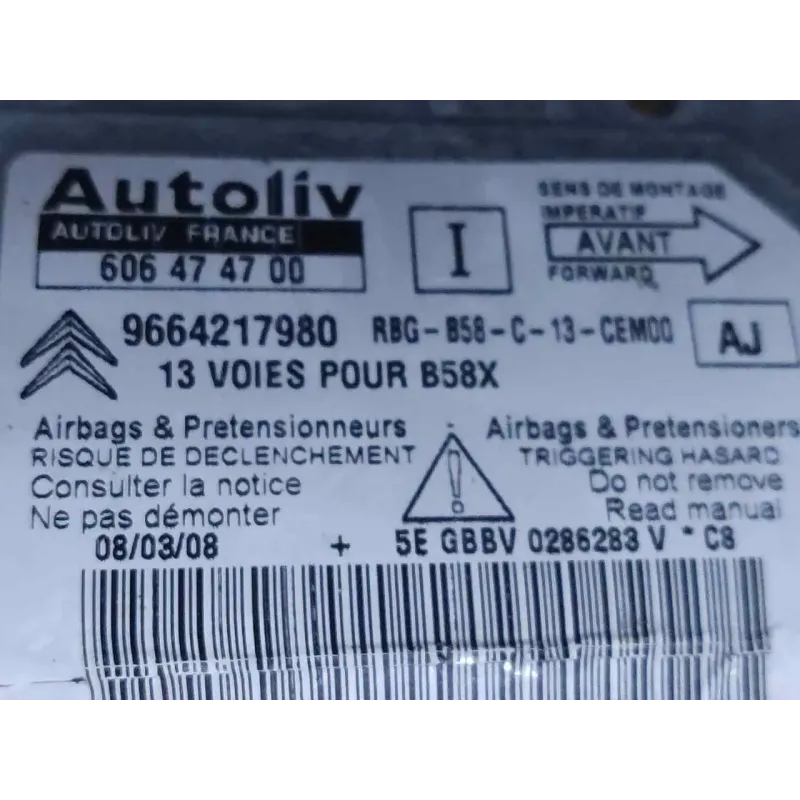 Autoliv
AUTOLIV FRANCE
606 47 47 00
I
SENS DE MONTAGE
IMPERATIF
AVANT
FORWARD
9664217980 RBG-B58-C-13-CEM00
AJ
13 VOIES POUR B58X
Airbags & Pretensionneurs
RISQUE DE DECLENCHEMENT
Consulter la notice
Ne pas démonter
!
Airbags & Pretensioners
TRIGGERING HASARD
Do not remove
Read manual
08/03/08 + 5E GBBV 0286283 V * C8